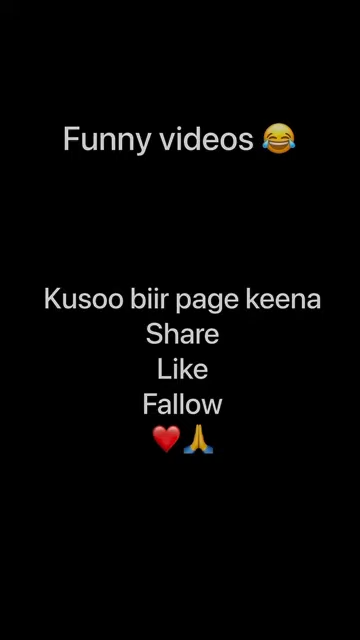 Funny videos 😂
Kusoo biir page keena
Share
Like
Fallow
❤️🙏